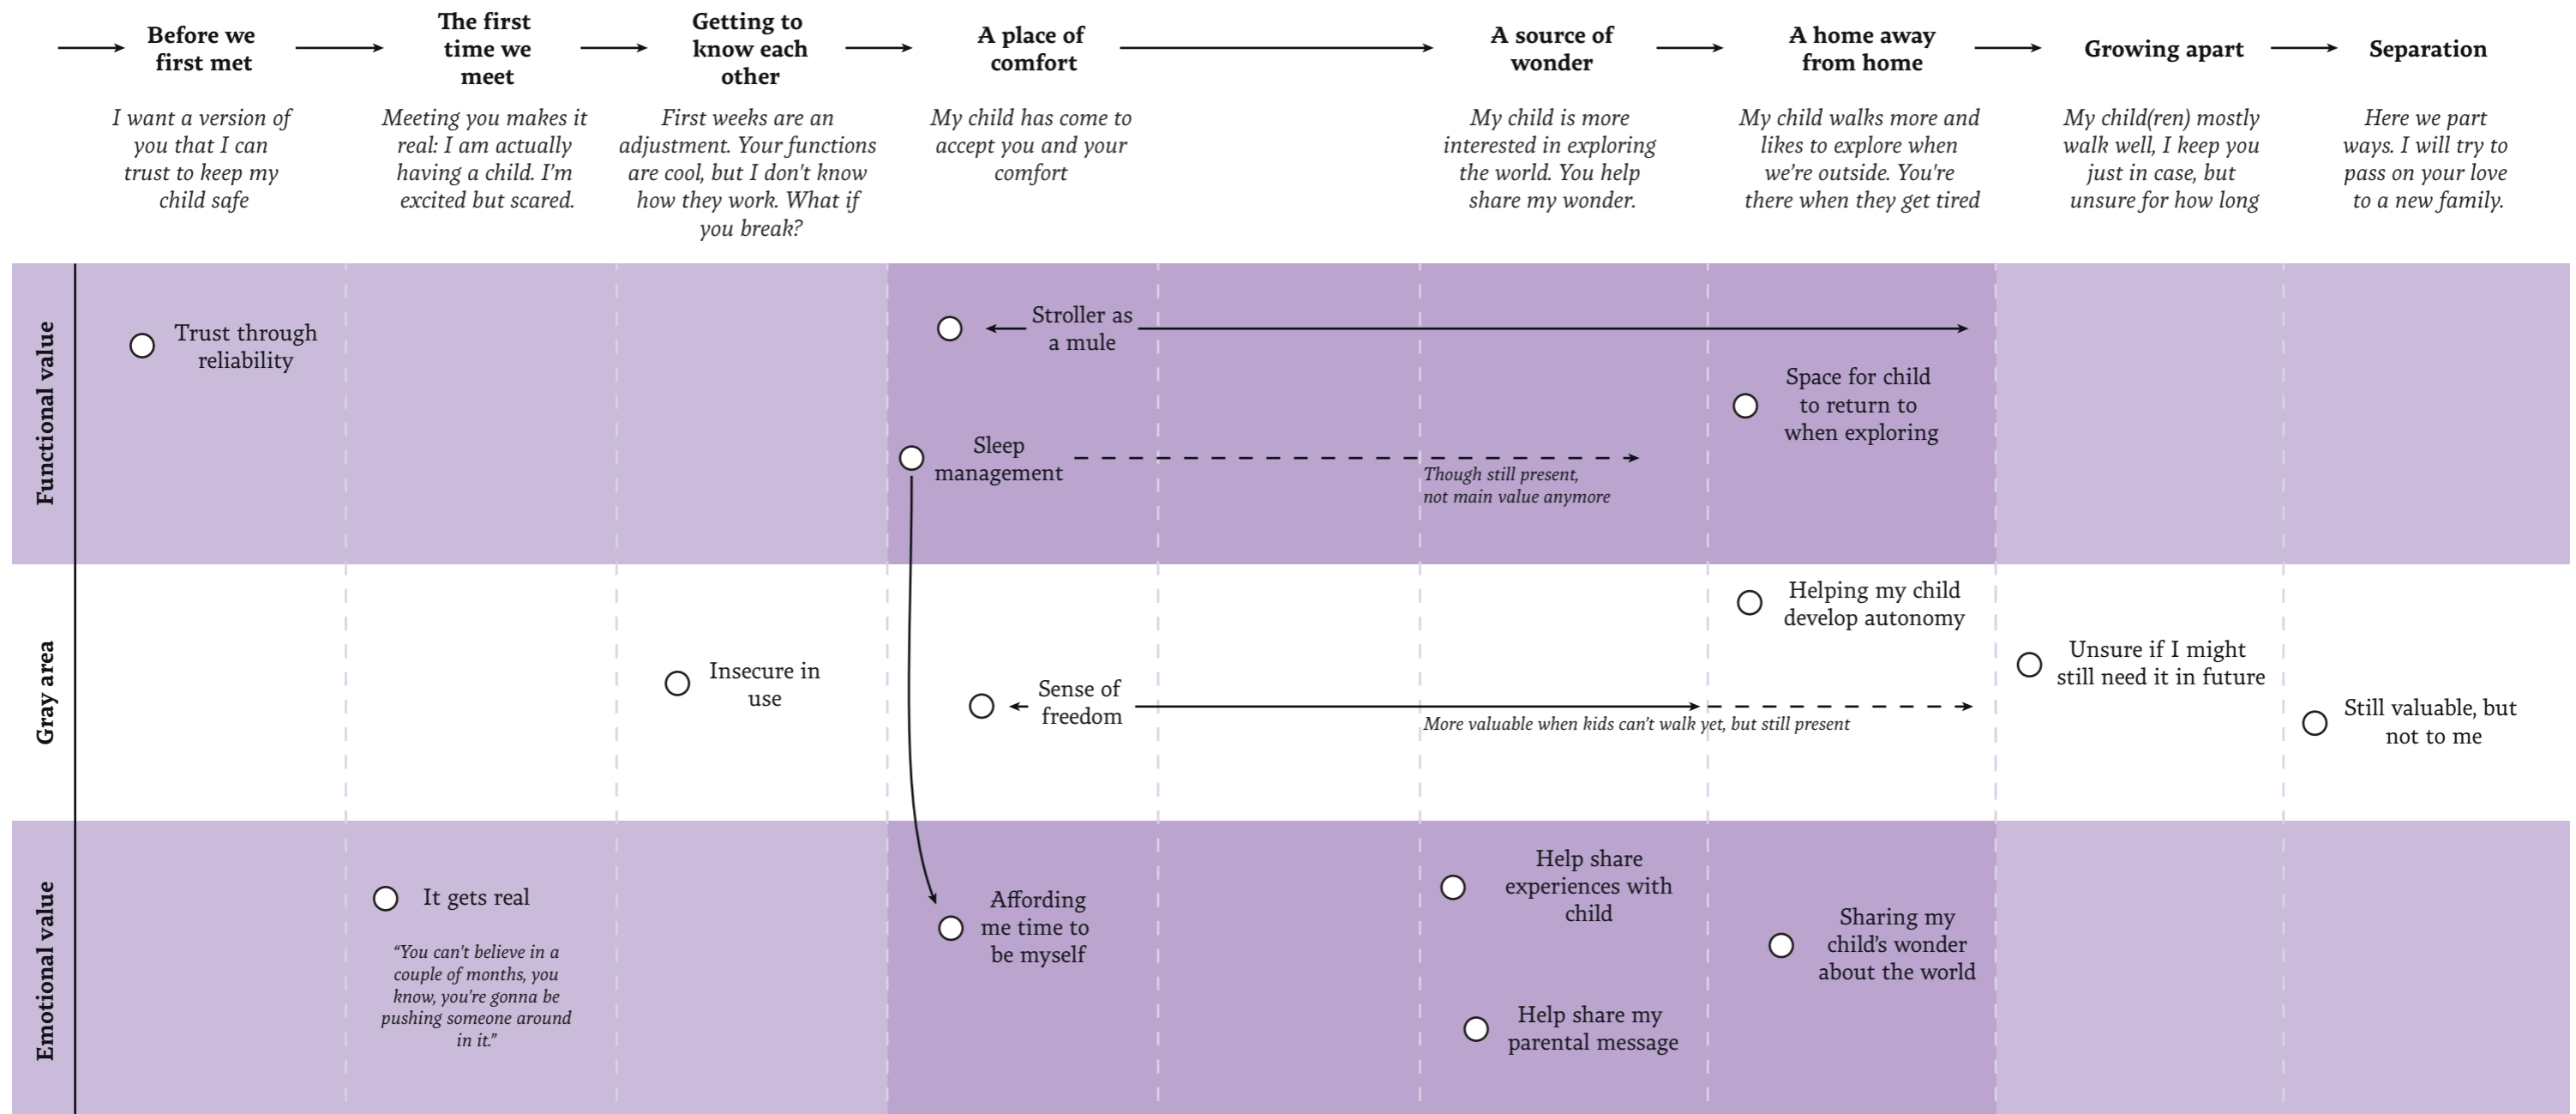 Before we
first met
The first
time we
meet
Getting to
know each
other
A place of
comfort
A source of
wonder
A home away
from home
Growing apart
Separation
I want a version of
you that I can
trust to keep my
child safe
Meeting you makes it
real: I am actually
having a child. I'm
excited but scared.
First weeks are an
adjustment. Your functions
are cool, but I don't know
how they work. What if
you break?
My child has come to
accept you and your
comfort
My child is more
interested in exploring
the world. You help
share my wonder.
My child walks more and
likes to explore when
we're outside. You're
there when they get tired
My child(ren) mostly
walk well, I keep you
just in case, but
unsure for how long
Here we part
ways. I will try to
pass on your love
to a new family.
Functional value
Trust through
reliability
Stroller as
a mule
Space for child
to return to
when exploring
Sleep
management
Though still present,
not main value anymore
Gray area
Helping my child
develop autonomy
Insecure in
use
Sense of
freedom
More valuable when kids can't walk yet, but still present
Unsure if I might
still need it in future
Still valuable, but
not to me
Emotional value
It gets real
“You can't believe in a
couple of months, you
know, you're gonna be
pushing someone around
in it.”
Affording
me time to
be myself
Help share
experiences with
child
Sharing my
child's wonder
about the world
Help share my
parental message